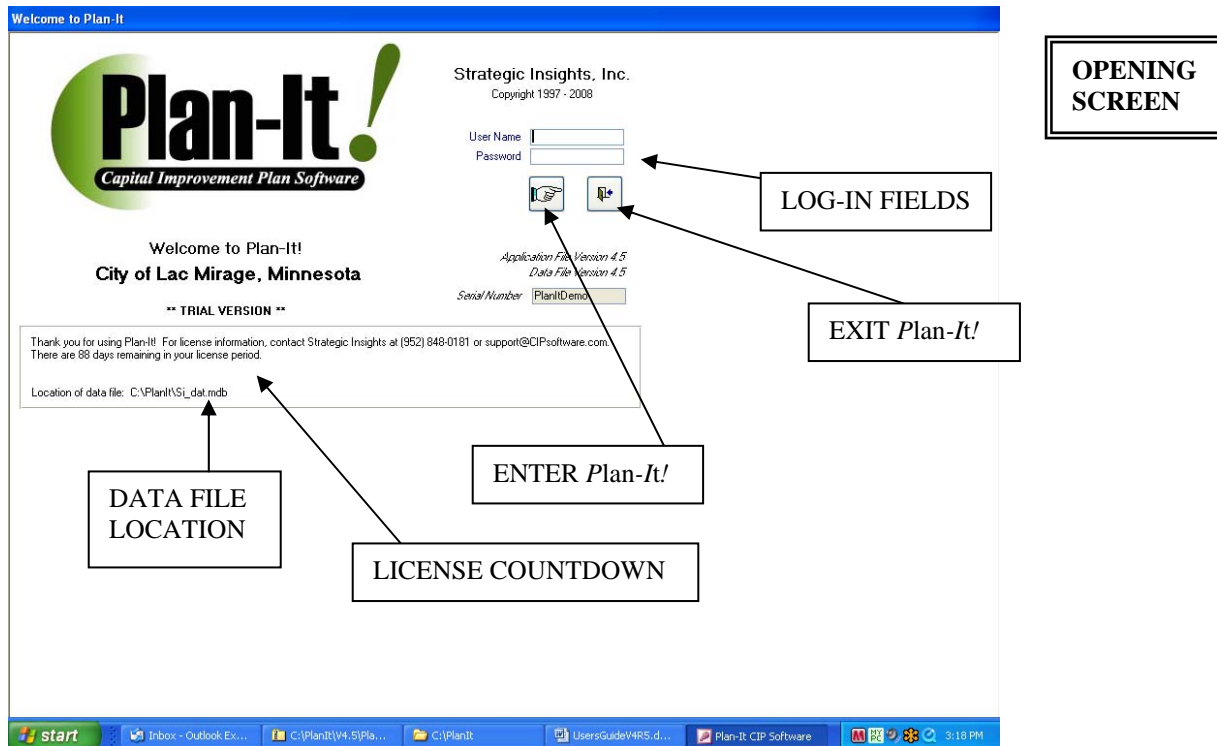 Welcome to Plan-It
Plan-It!
Capital Improvement Plan Software
Strategic Insights, Inc.
Copyright 1997 - 2008
User Name
Password
OPENING
SCREEN
LOG-IN FIELDS
Welcome to Plan-It!
City of Lac Mirage, Minnesota
** TRIAL VERSION **
Application File Version 4.5
Data File Version 4.5
Serial Number PlanItDemo
EXIT Plan-It!
Thank you for using Plan-It! For license information, contact Strategic Insights at (952) 848-0181 or support@CIPsoftware.com.
There are 88 days remaining in your license period.
Location of data file: C:\PlanIt\Si_dat.mdb
ENTER Plan-It!
DATA FILE
LOCATION
LICENSE COUNTDOWN
start
Inbox - Outlook Ex...
C:\PlanIt\V4.5\Pla...
C:\PlanIt
UsersGuideV4R5.d...
Plan-It CIP Software
3:18 PM